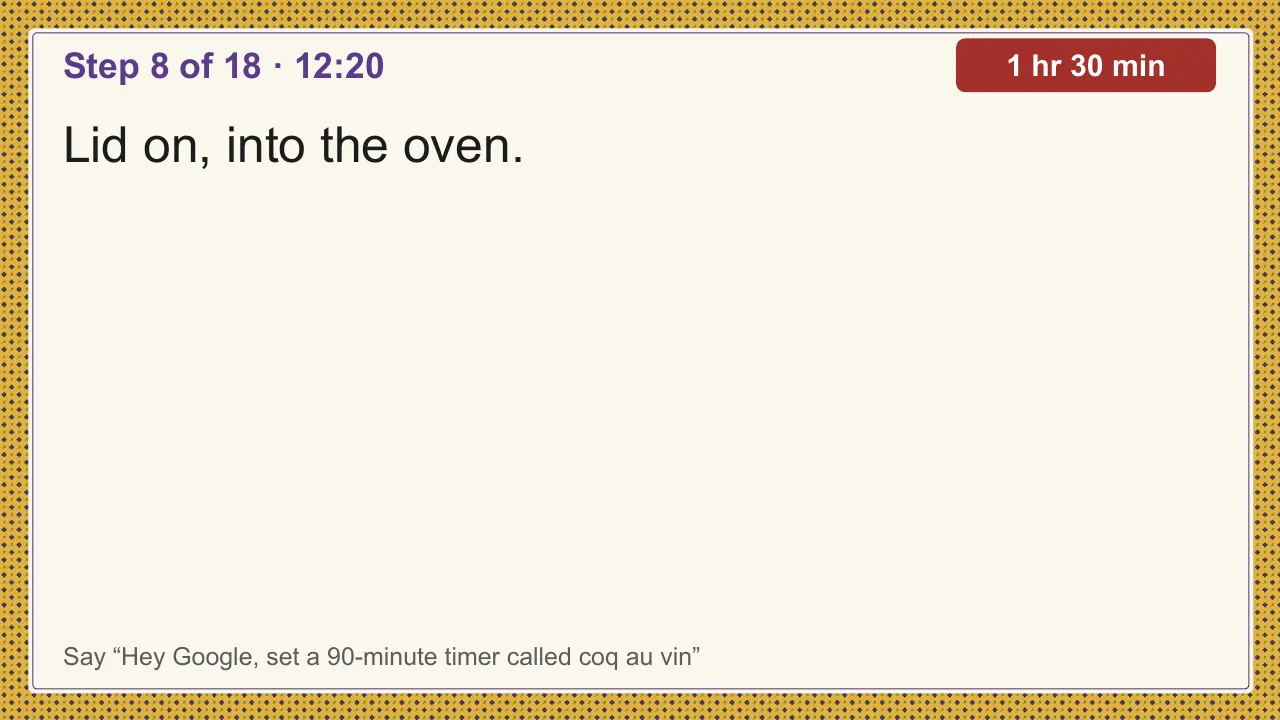 Step 8 of 18 · 12:20
1 hr 30 min
Lid on, into the oven.
Say “Hey Google, set a 90-minute timer called coq au vin”